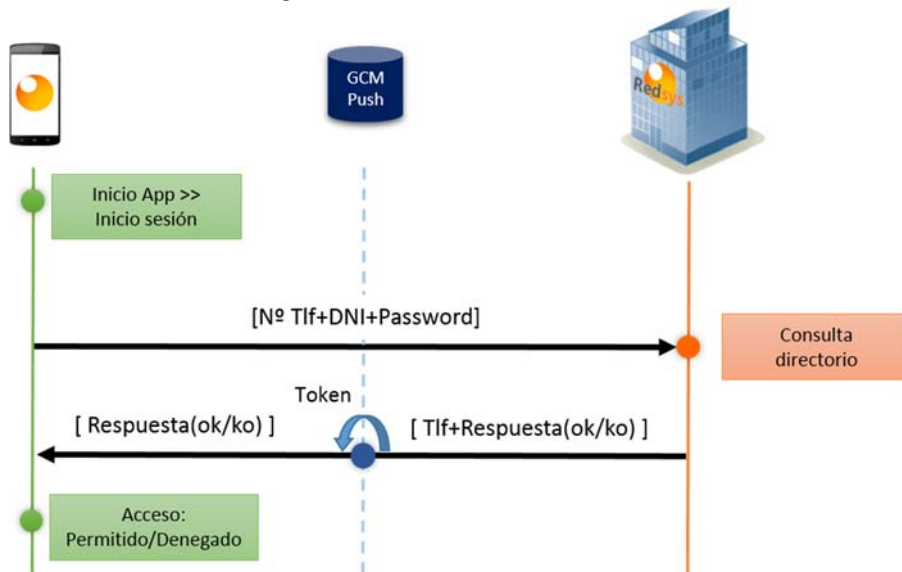 GCM
Push
Redsys
Inicio App >>
Inicio sesión
[Nº Tlf+DNI+Password]
Consulta
directorio
Token
[ Respuesta(ok/ko) ]
[ Tlf+Respuesta(ok/ko) ]
Acceso:
Permitido/Denegado